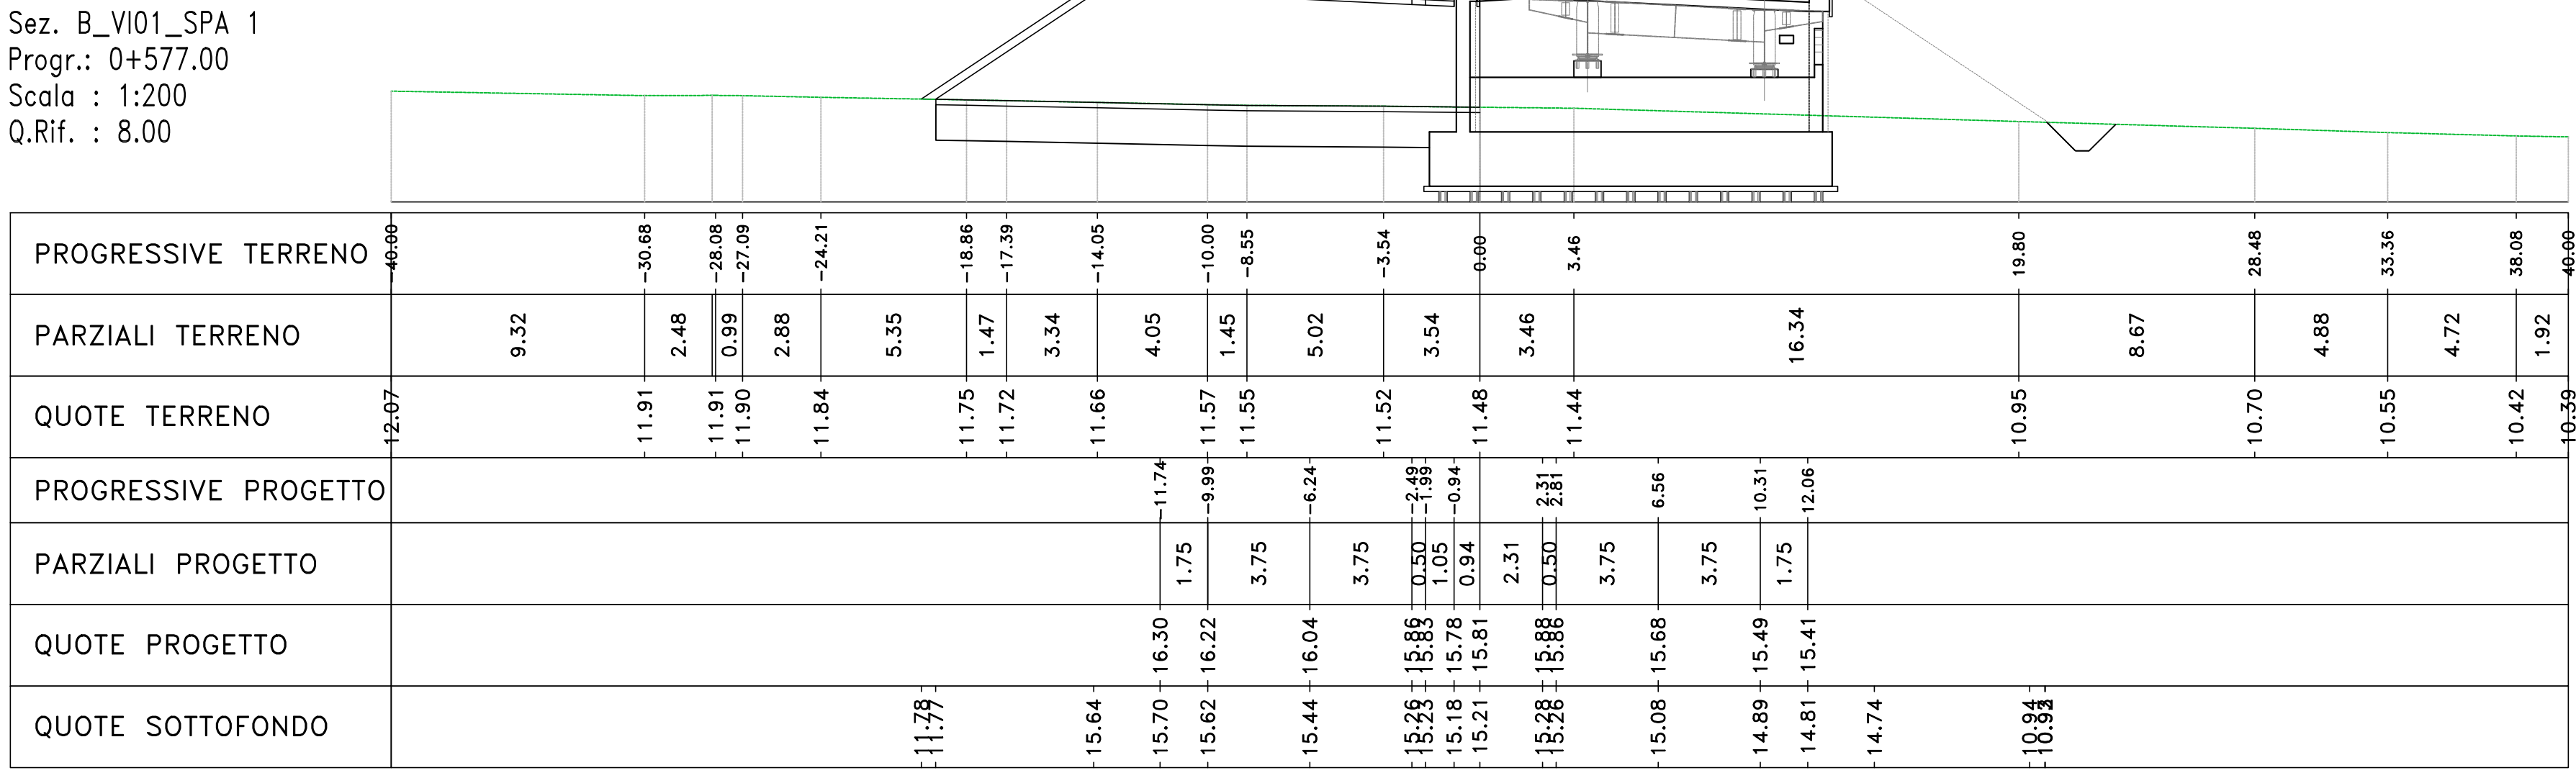 Sez. B_VI01_SPA 1
Progr.: 0+577.00
Scala : 1:200
Q.Rif. : 8.00
PROGRESSIVE TERRENO -40.00 -30.68 -28.08 -27.09 -24.21 -18.86 -17.39 -14.05 -10.00 -8.55 -3.54 0.00 3.46 19.80 28.48 33.36 38.08 40.00
PARZIALI TERRENO 9.32 2.48 0.99 2.88 5.35 1.47 3.34 4.05 1.45 5.02 3.54 3.46 16.34 8.67 4.88 4.72 1.92
QUOTE TERRENO 12.07 11.91 11.91 11.90 11.84 11.75 11.72 11.66 11.57 11.55 11.52 11.48 11.44 10.95 10.70 10.55 10.42 10.39
PROGRESSIVE PROGETTO -11.74 -9.99 -6.24 -2.49 -1.99 -0.94 2.31 2.81 6.56 10.31 12.06
PARZIALI PROGETTO 1.75 3.75 3.75 0.50 1.05 0.94 2.31 0.50 3.75 3.75 1.75
QUOTE PROGETTO 16.30 16.22 16.04 15.86 15.83 15.78 15.81 15.88 15.86 15.68 15.49 15.41
QUOTE SOTTOFONDO 11.78 11.77 15.64 15.70 15.62 15.44 15.26 15.23 15.18 15.21 15.28 15.26 15.08 14.89 14.81 14.74 10.94